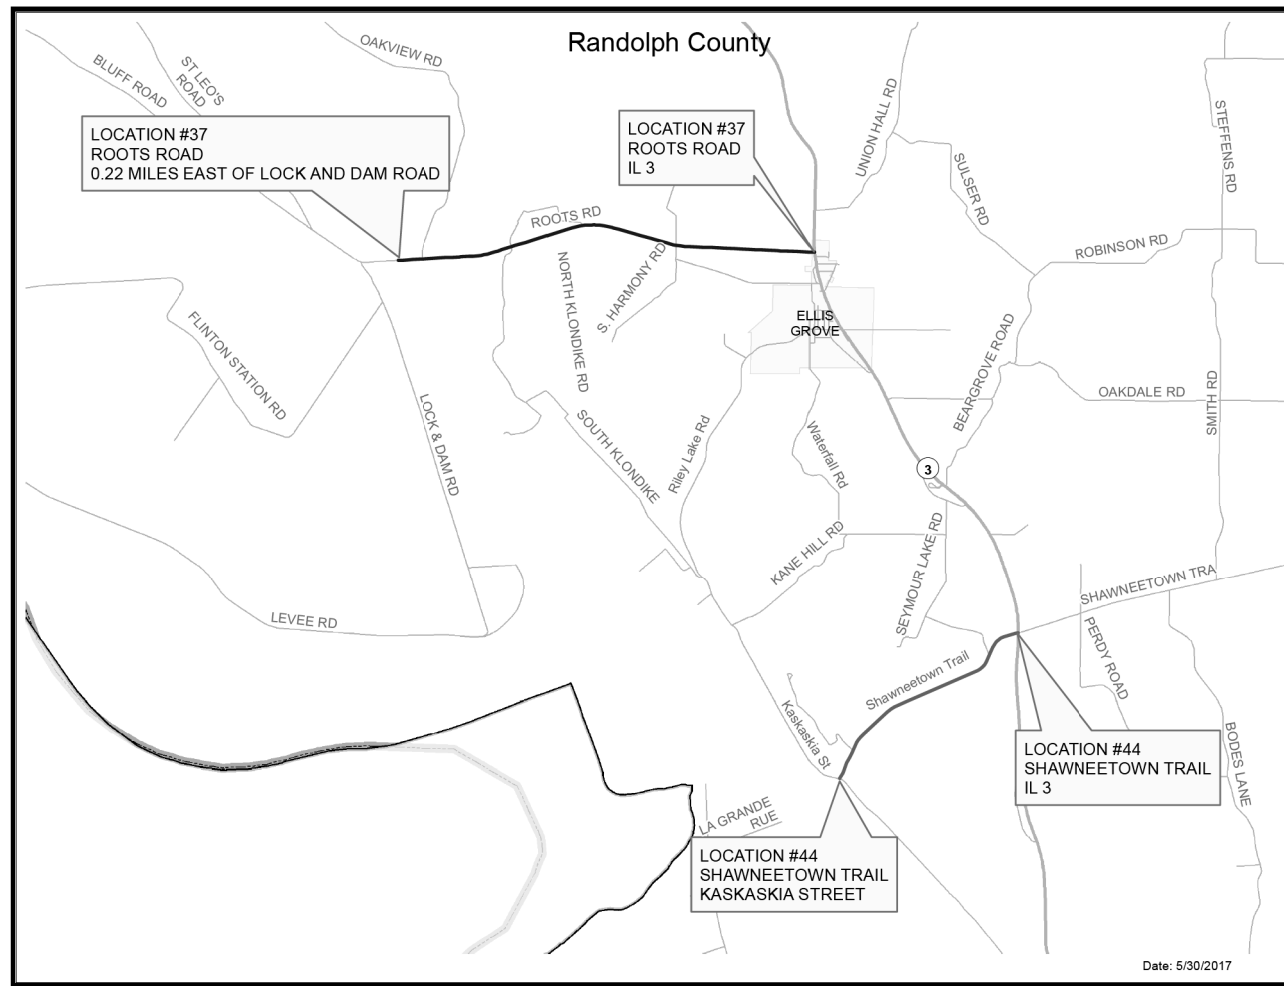 Randolph County
OAKVIEW RD
BLUFF ROAD
ST LEO'S
ROAD
LOCATION #37
ROOTS ROAD
0.22 MILES EAST OF LOCK AND DAM ROAD
LOCATION #37
ROOTS ROAD
IL 3
UNION HALL RD
SULSER RD
STEFFENS RD
ROOTS RD
ROBINSON RD
S. HARMONY RD
NORTH KLONDIKE RD
FLINTON STATION RD
ELLIS
GROVE
BEARGROVE ROAD
OAKDALE RD
SMITH RD
LOCK & DAM RD
SOUTH KLONDIKE
Riley Lake Rd
Waterfall Rd
3
KANE HILL RD
SEYMOUR LAKE RD
SHAWNEETOWN TRA
LEVEE RD
PERDY ROAD
Shawneetown Trail
Kaskaskia St
BODES LANE
LOCATION #44
SHAWNEETOWN TRAIL
IL 3
LA GRANDE
RUE
LOCATION #44
SHAWNEETOWN TRAIL
KASKASKIA STREET
Date: 5/30/2017